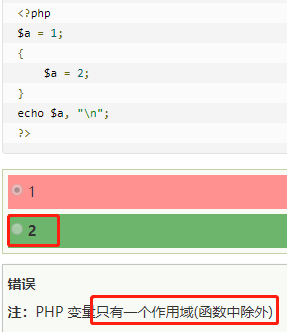 <?php
$a = 1;
{
    $a = 2;
}
echo $a, "\n";
?>
1
2
错误
注：PHP 变量只有一个作用域(函数中除外)